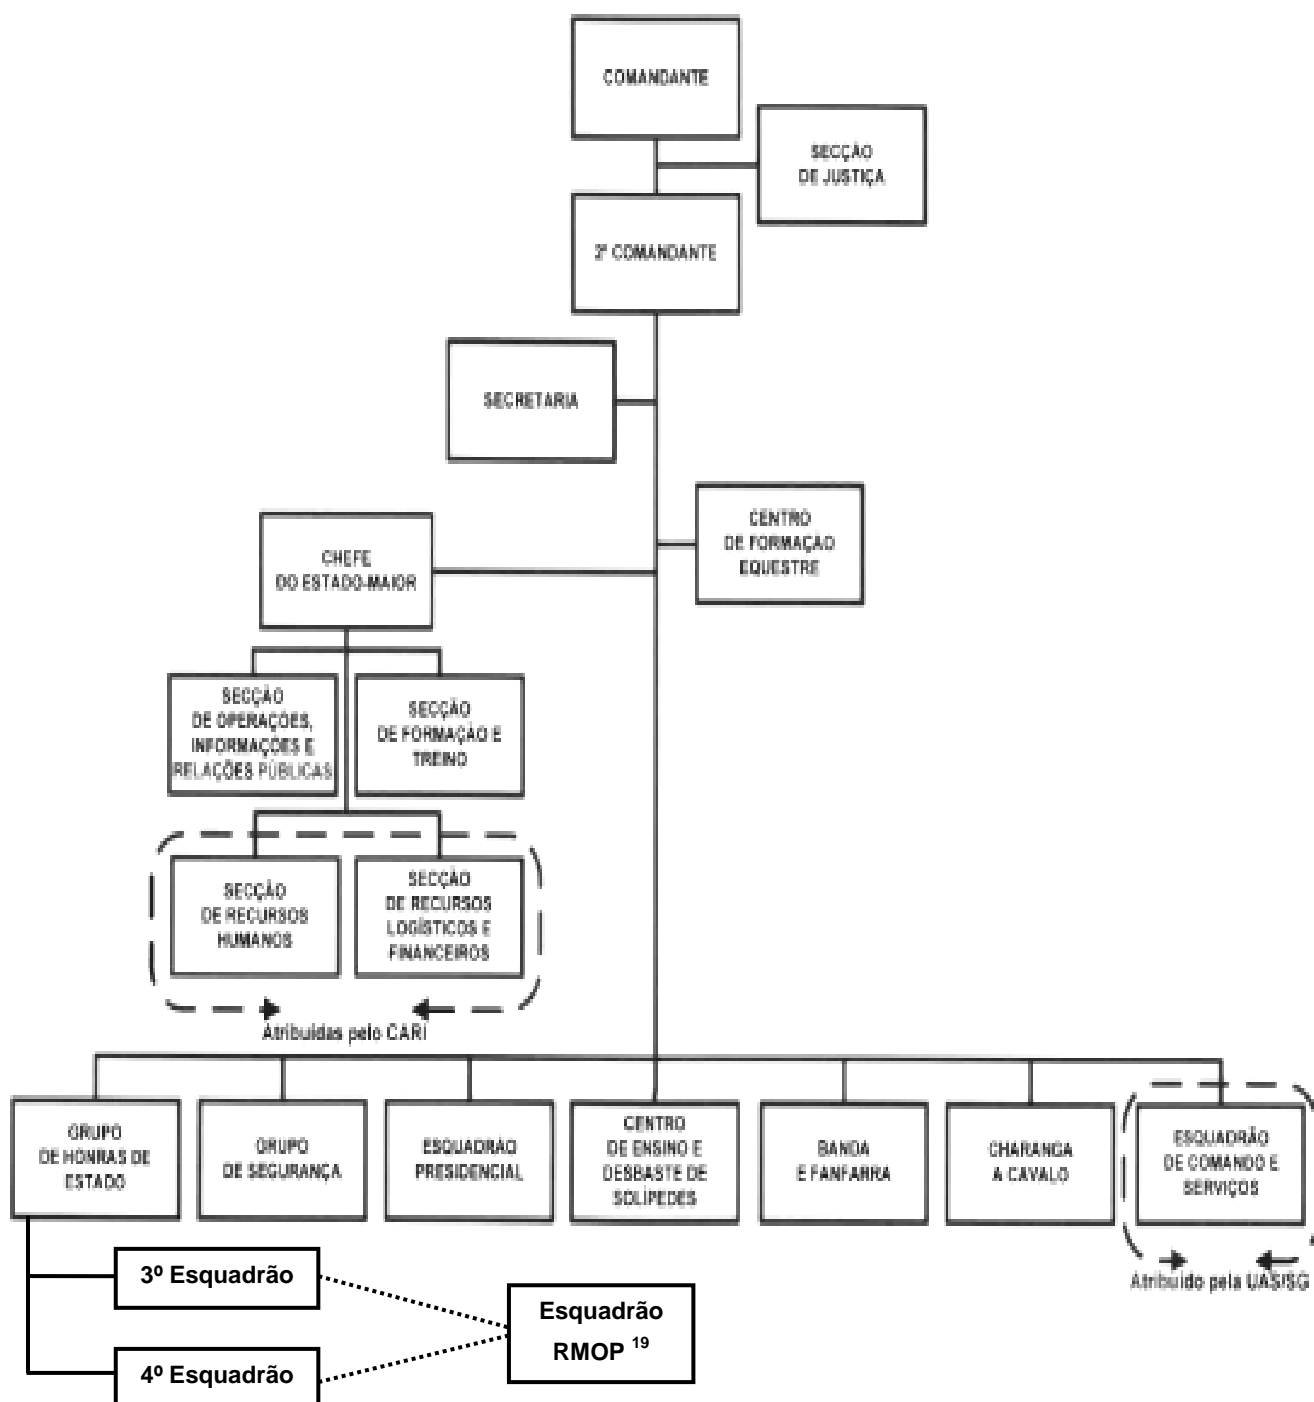 COMANDANTE
SECÇÃO
DE JUSTIÇA
2º COMANDANTE
SECRETARIA
CENTRO
DE FORMAÇÃO
EQUESTRE
CHEFE
DO ESTADO-MAIOR
SECÇÃO
DE OPERAÇÕES,
INFORMAÇÕES E
RELAÇÕES PÚBLICAS
SECÇÃO
DE FORMAÇÃO E
TREINO
SECÇÃO
DE RECURSOS
HUMANOS
SECÇÃO
DE RECURSOS
LOGÍSTICOS E
FINANCEIROS
Atribuídas pelo CARI
GRUPO
DE HONRAS DE
ESTADO
GRUPO
DE SEGURANÇA
ESQUADRÃO
PRESIDENCIAL
CENTRO
DE ENSINO E
DESBASTE DE
SOLÍPEDES
BANDA
E FANFARRA
CHARANGA
A CAVALO
ESQUADRÃO
DE COMANDO E
SERVIÇOS
Atribuído pela UAS/SG
3º Esquadrão
4º Esquadrão
Esquadrão
RMOP 19